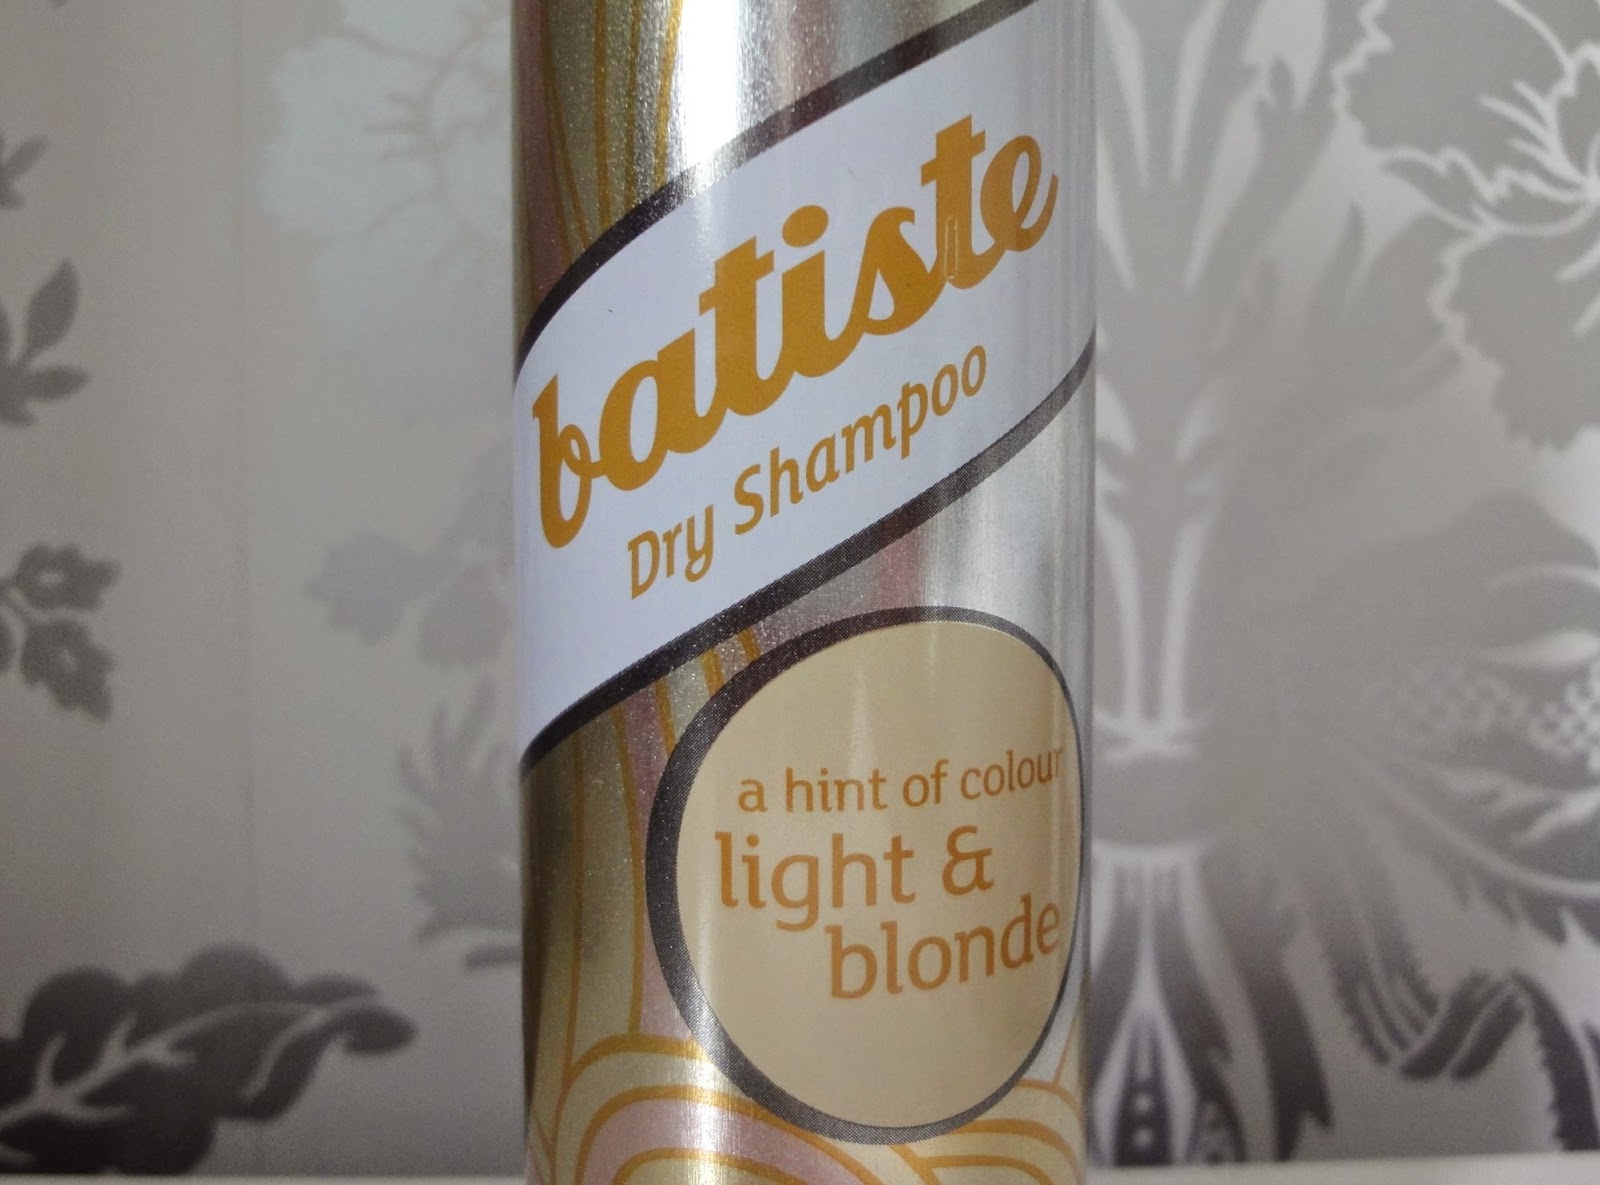 batiste
Dry Shampoo
a hint of colour
light &
blonde